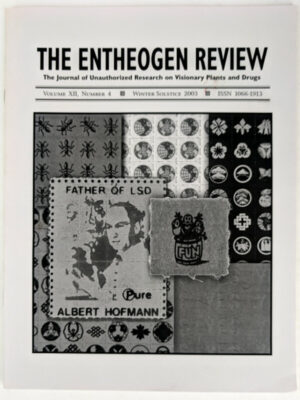 THE ENTHEOGEN REVIEW
The Journal of Unauthorized Research on Visionary Plants and Drugs
VOLUME XII, NUMBER 4 ■ WINTER SOLSTICE 2003 ■ ISSN 1066-1913
FATHER OF LSD
Pure
ALBERT HOFMANN
FUN